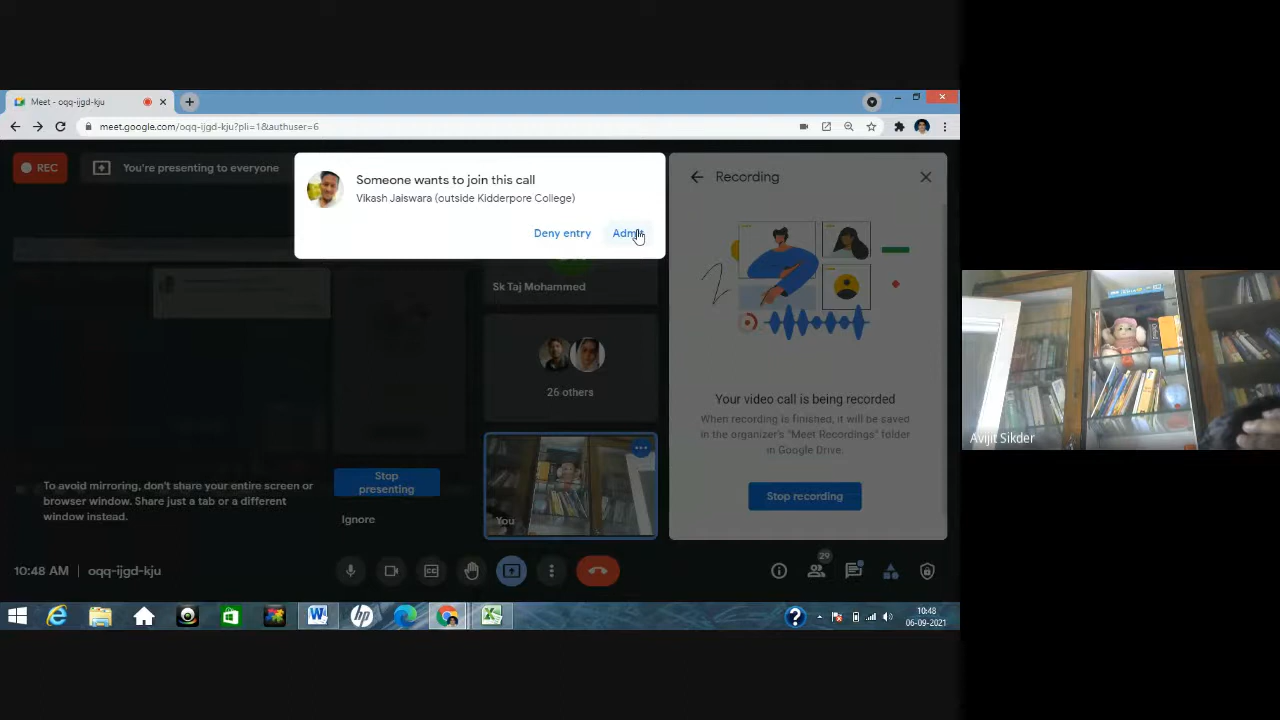 Meet - oqq-ijgd-kju
meet.google.com/oqq-ijgd-kju?pli=1&authuser=6
REC
You're presenting to everyone
Someone wants to join this call
Vikash Jaiswara (outside Kidderpore College)
Deny entry
Recording
Sk Taj Mohammed
26 others
Your video call is being recorded
When recording is finished, it will be saved
in the organizer's "Meet Recordings" folder
in Google Drive.
Stop recording
To avoid mirroring, don't share your entire screen or
browser window. Share just a tab or a different
window instead.
Stop
presenting
Ignore
You
10:48 AM | oqq-ijgd-kju
29
10:48
06-09-2021
Avijit Sikder